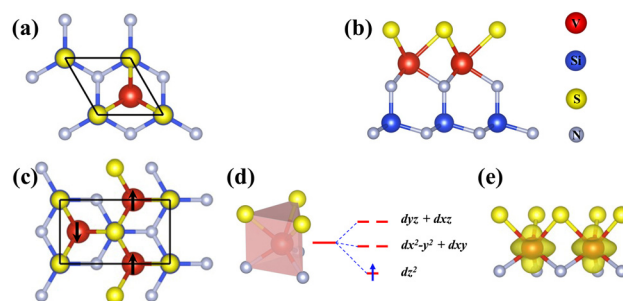 (a)
(b)
V
Si
S
N
(c)
(d)
dyz + dxz
dx²-y² + dxy
dz²
(e)